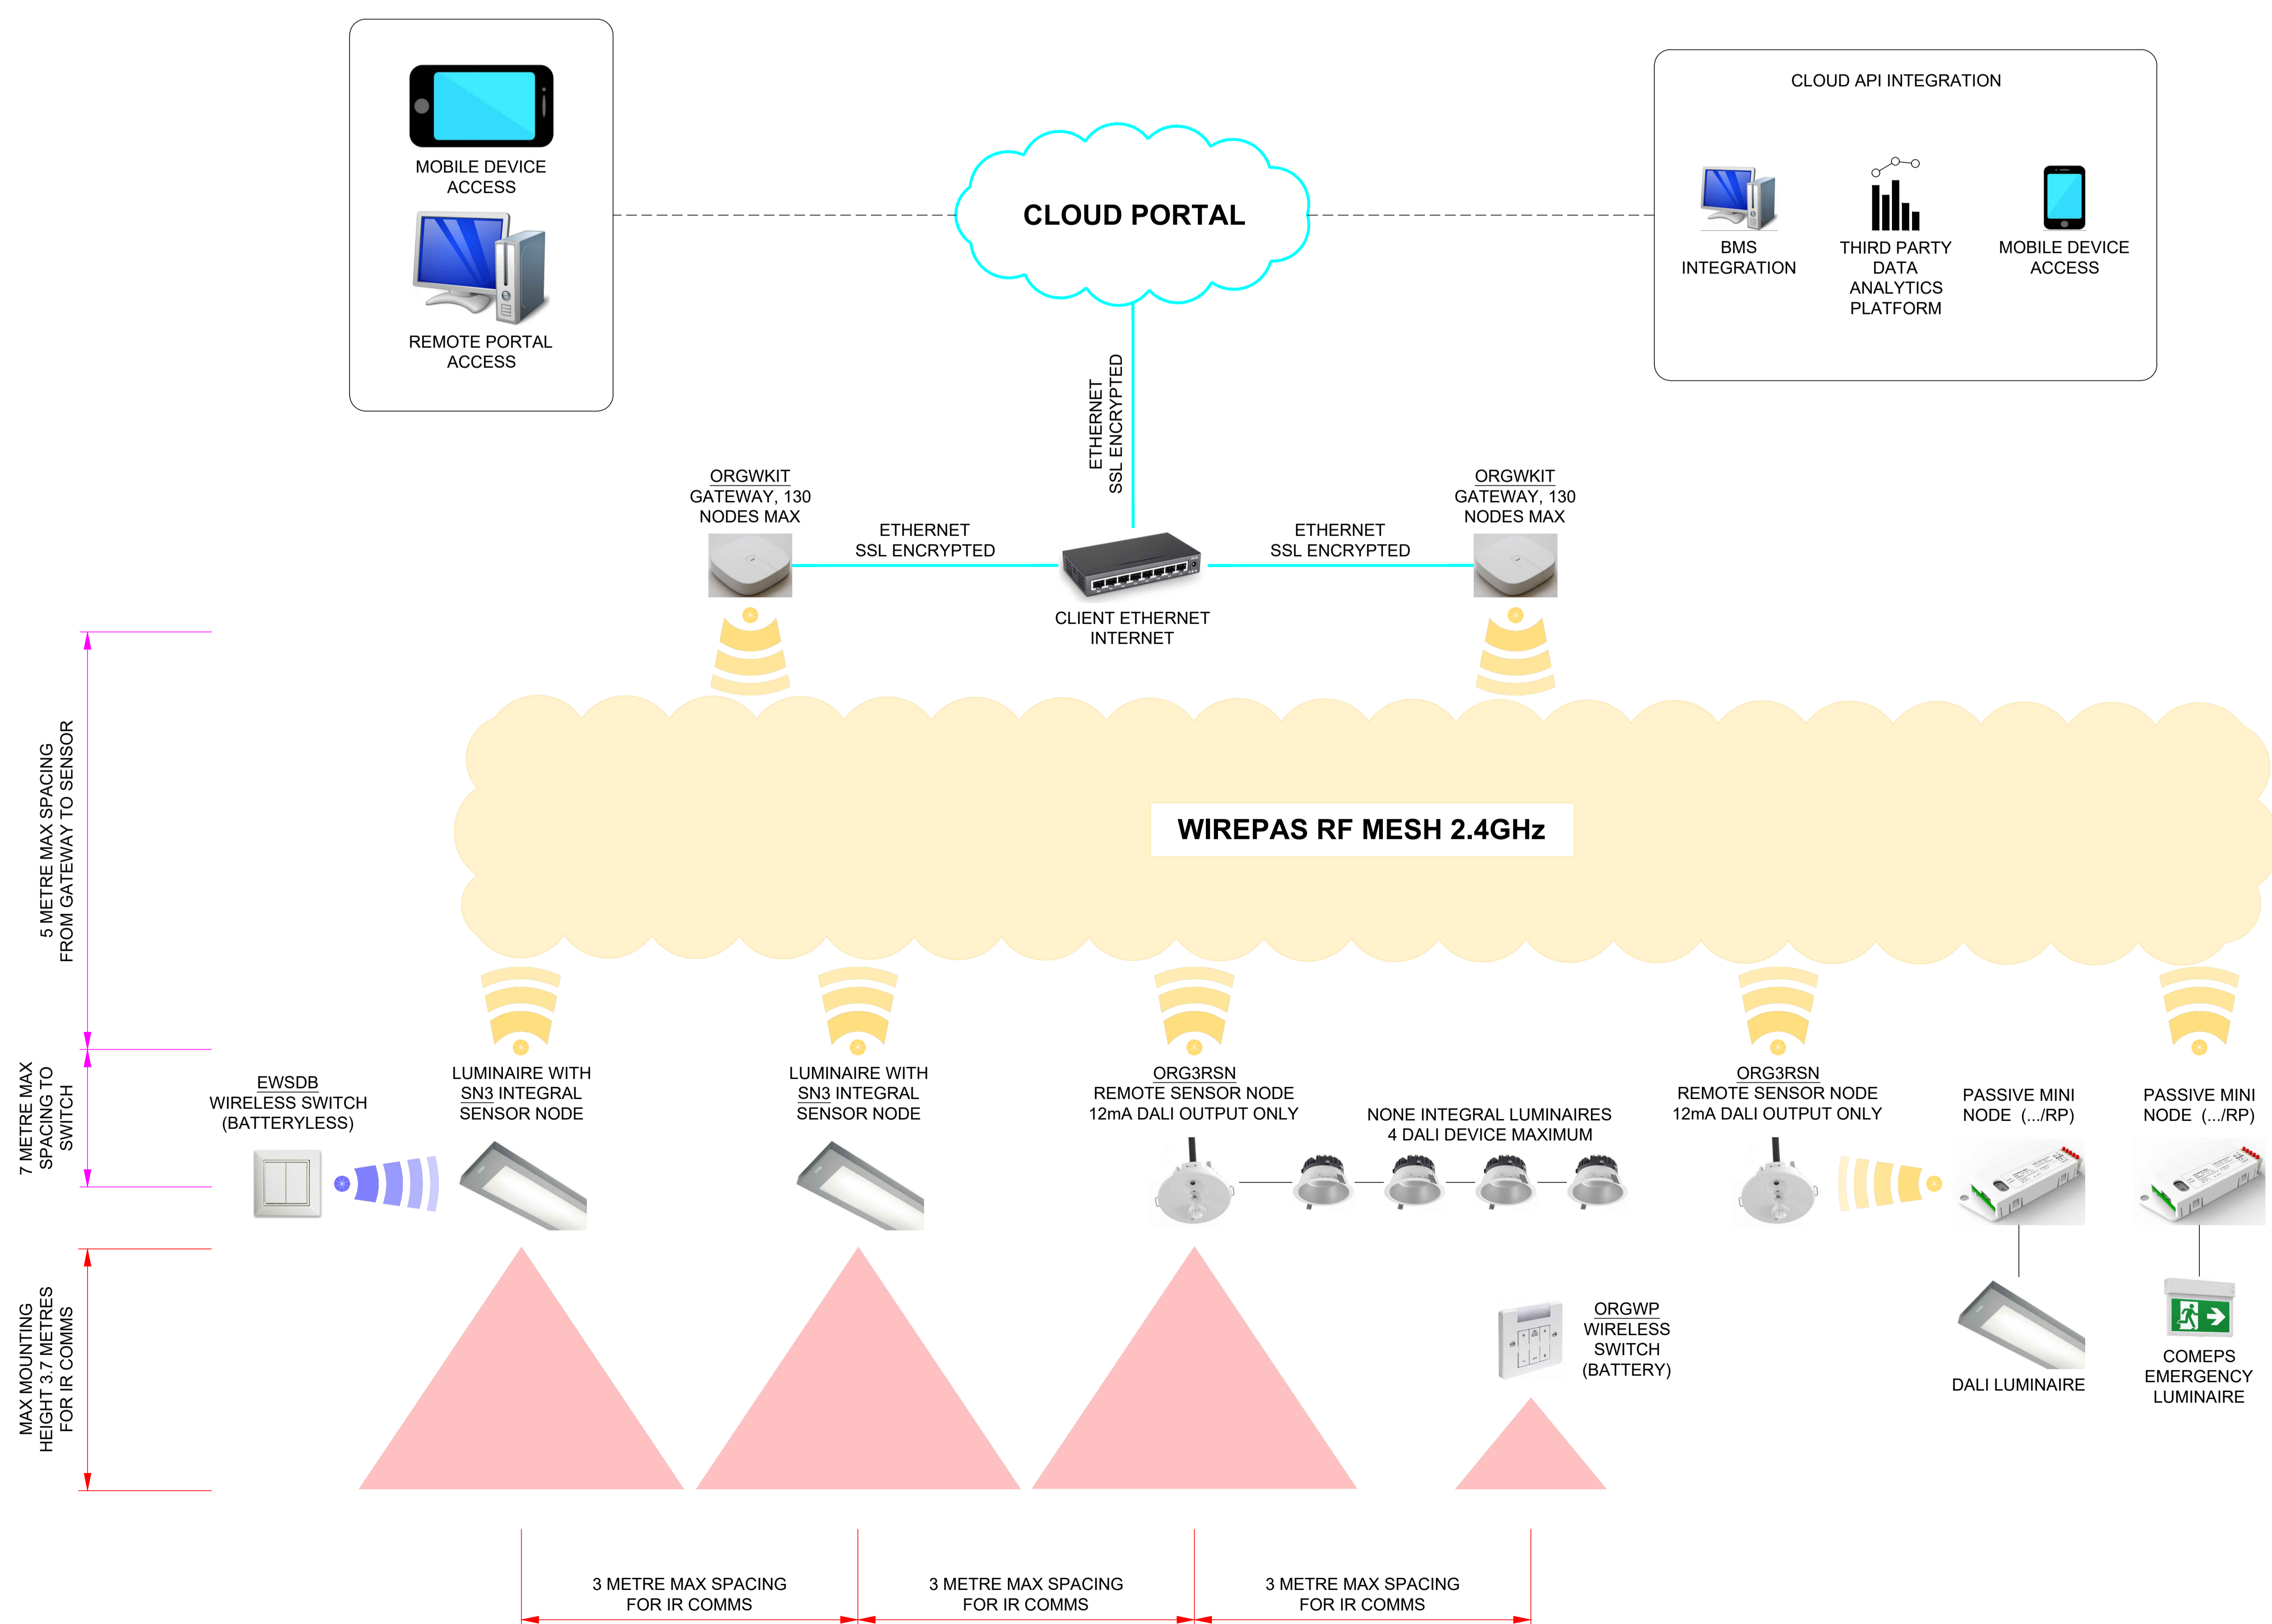 MOBILE DEVICE
ACCESS
REMOTE PORTAL
ACCESS
CLOUD PORTAL
CLOUD API INTEGRATION
BMS
INTEGRATION
THIRD PARTY
DATA
ANALYTICS
PLATFORM
MOBILE DEVICE
ACCESS
ETHERNET
SSL ENCRYPTED
ORGWKIT
GATEWAY, 130
NODES MAX
ETHERNET
SSL ENCRYPTED
CLIENT ETHERNET
INTERNET
ETHERNET
SSL ENCRYPTED
ORGWKIT
GATEWAY, 130
NODES MAX
5 METRE MAX SPACING
FROM GATEWAY TO SENSOR
WIREPAS RF MESH 2.4GHz
7 METRE MAX
SPACING TO
SWITCH
EWSDB
WIRELESS SWITCH
(BATTERYLESS)
LUMINAIRE WITH
SN3 INTEGRAL
SENSOR NODE
LUMINAIRE WITH
SN3 INTEGRAL
SENSOR NODE
ORG3RSN
REMOTE SENSOR NODE
12mA DALI OUTPUT ONLY
NONE INTEGRAL LUMINAIRES
4 DALI DEVICE MAXIMUM
ORG3RSN
REMOTE SENSOR NODE
12mA DALI OUTPUT ONLY
PASSIVE MINI
NODE (.../RP)
PASSIVE MINI
NODE (.../RP)
MAX MOUNTING
HEIGHT 3.7 METRES
FOR IR COMMS
ORGWP
WIRELESS
SWITCH
(BATTERY)
DALI LUMINAIRE
COMEPS
EMERGENCY
LUMINAIRE
3 METRE MAX SPACING
FOR IR COMMS
3 METRE MAX SPACING
FOR IR COMMS
3 METRE MAX SPACING
FOR IR COMMS